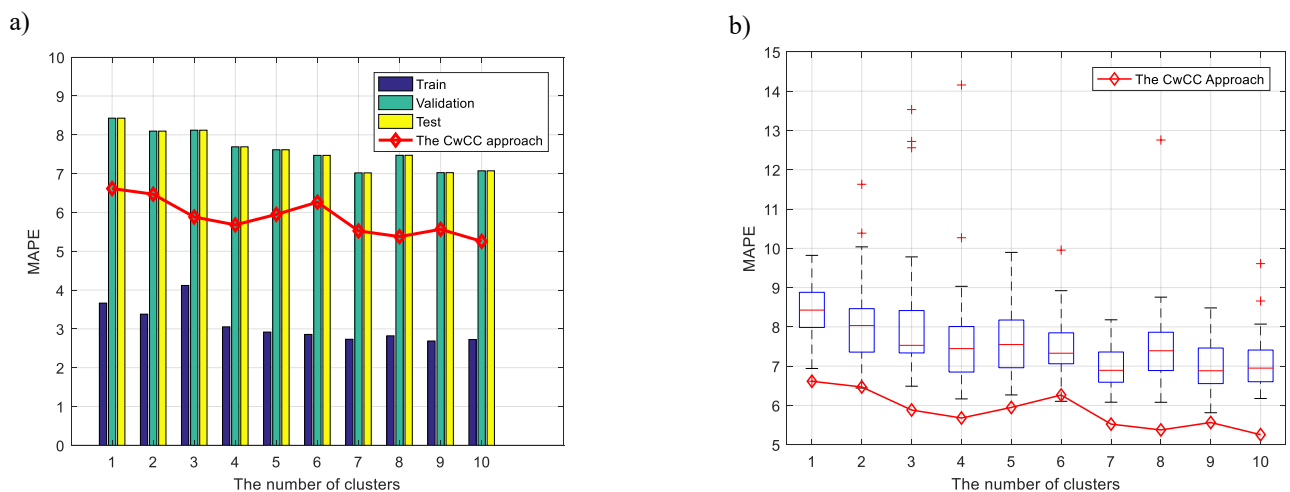 a)
10
9
8
7
6
5
4
3
2
1
0
MAPE
Train
Validation
Test
The CwCC approach
1 2 3 4 5 6 7 8 9 10
The number of clusters
b)
15
14
13
12
11
10
9
8
7
6
5
MAPE
The CwCC Approach
1 2 3 4 5 6 7 8 9 10
The number of clusters